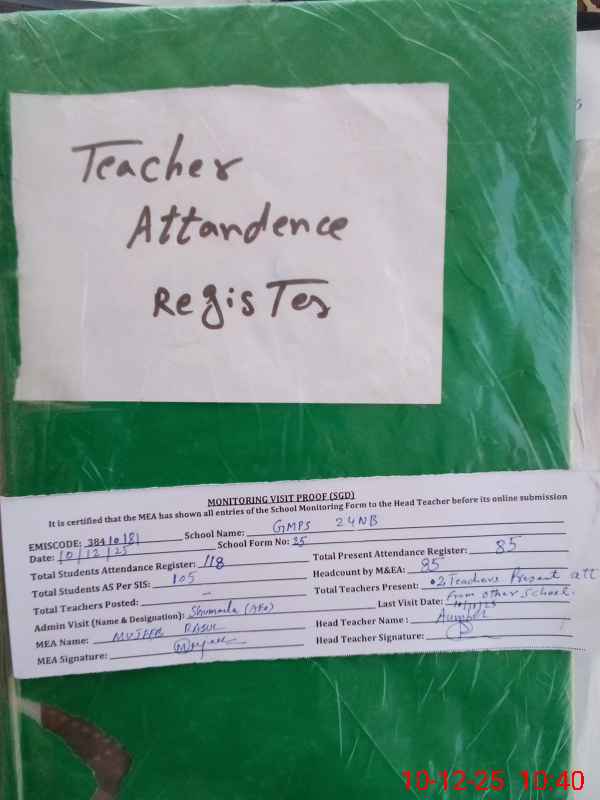 Teacher
Attandence
Register
MONITORING VISIT PROOF (SGD)
It is certified that the MEA has shown all entries of the School Monitoring Form to the Head Teacher before its online submission
EMISCODE: 38410181 School Name: GMPS 24NB
Date: 10/12/25 School Form No: 25
Total Students Attendance Register: 118 Total Present Attendance Register: 85
Total Students AS Per SIS: 105 Headcount by M&EA: 85
Total Teachers Posted: – Total Teachers Present: 02 Teachers Present att
from other school.
Admin Visit (Name & Designation): Shumaila (AEO) Last Visit Date: /11/25
MEA Name: MUJEEB RASUL Head Teacher Name:
MEA Signature: Head Teacher Signature:
10-12-25 10:40